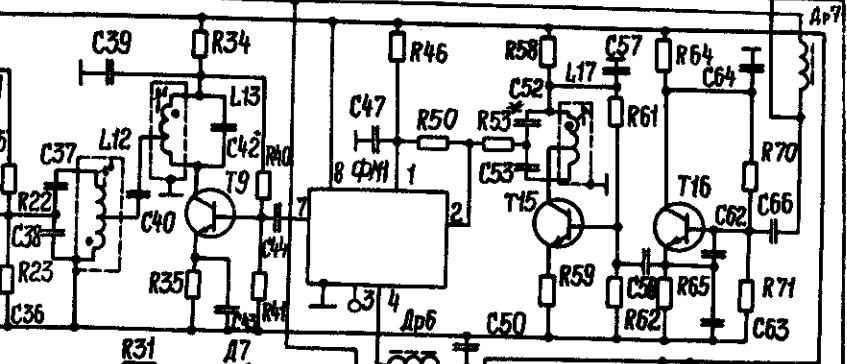 Др7
C39
R34
R46
R58
C57
R64
C64
L17
C52
L13
C47
R50
R53
R61
L12
C37
C42*
R40
8
ФМ1
1
C53
R70
T9
T15
T16
R22
C40
7
2
C62
C66
C38
C44
R23
R35
R59
C58
R65
R71
3
4
C36
C43
R41
Др6
C50
R62
C63
R31
Д7